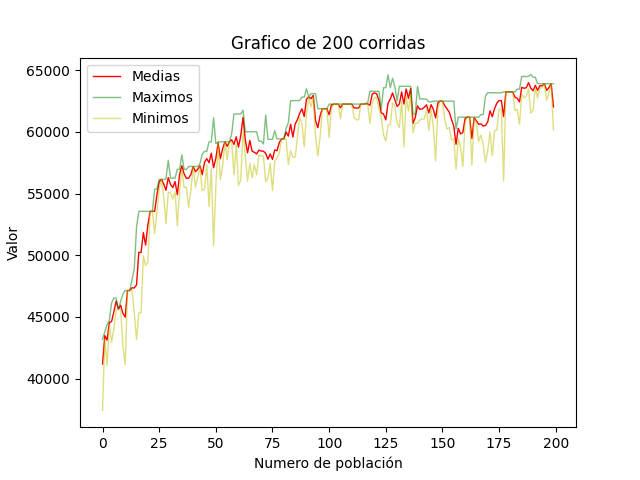 Grafico de 200 corridas
Medias
Maximos
Minimos
Valor
65000
60000
55000
50000
45000
40000
0 25 50 75 100 125 150 175 200
Numero de población